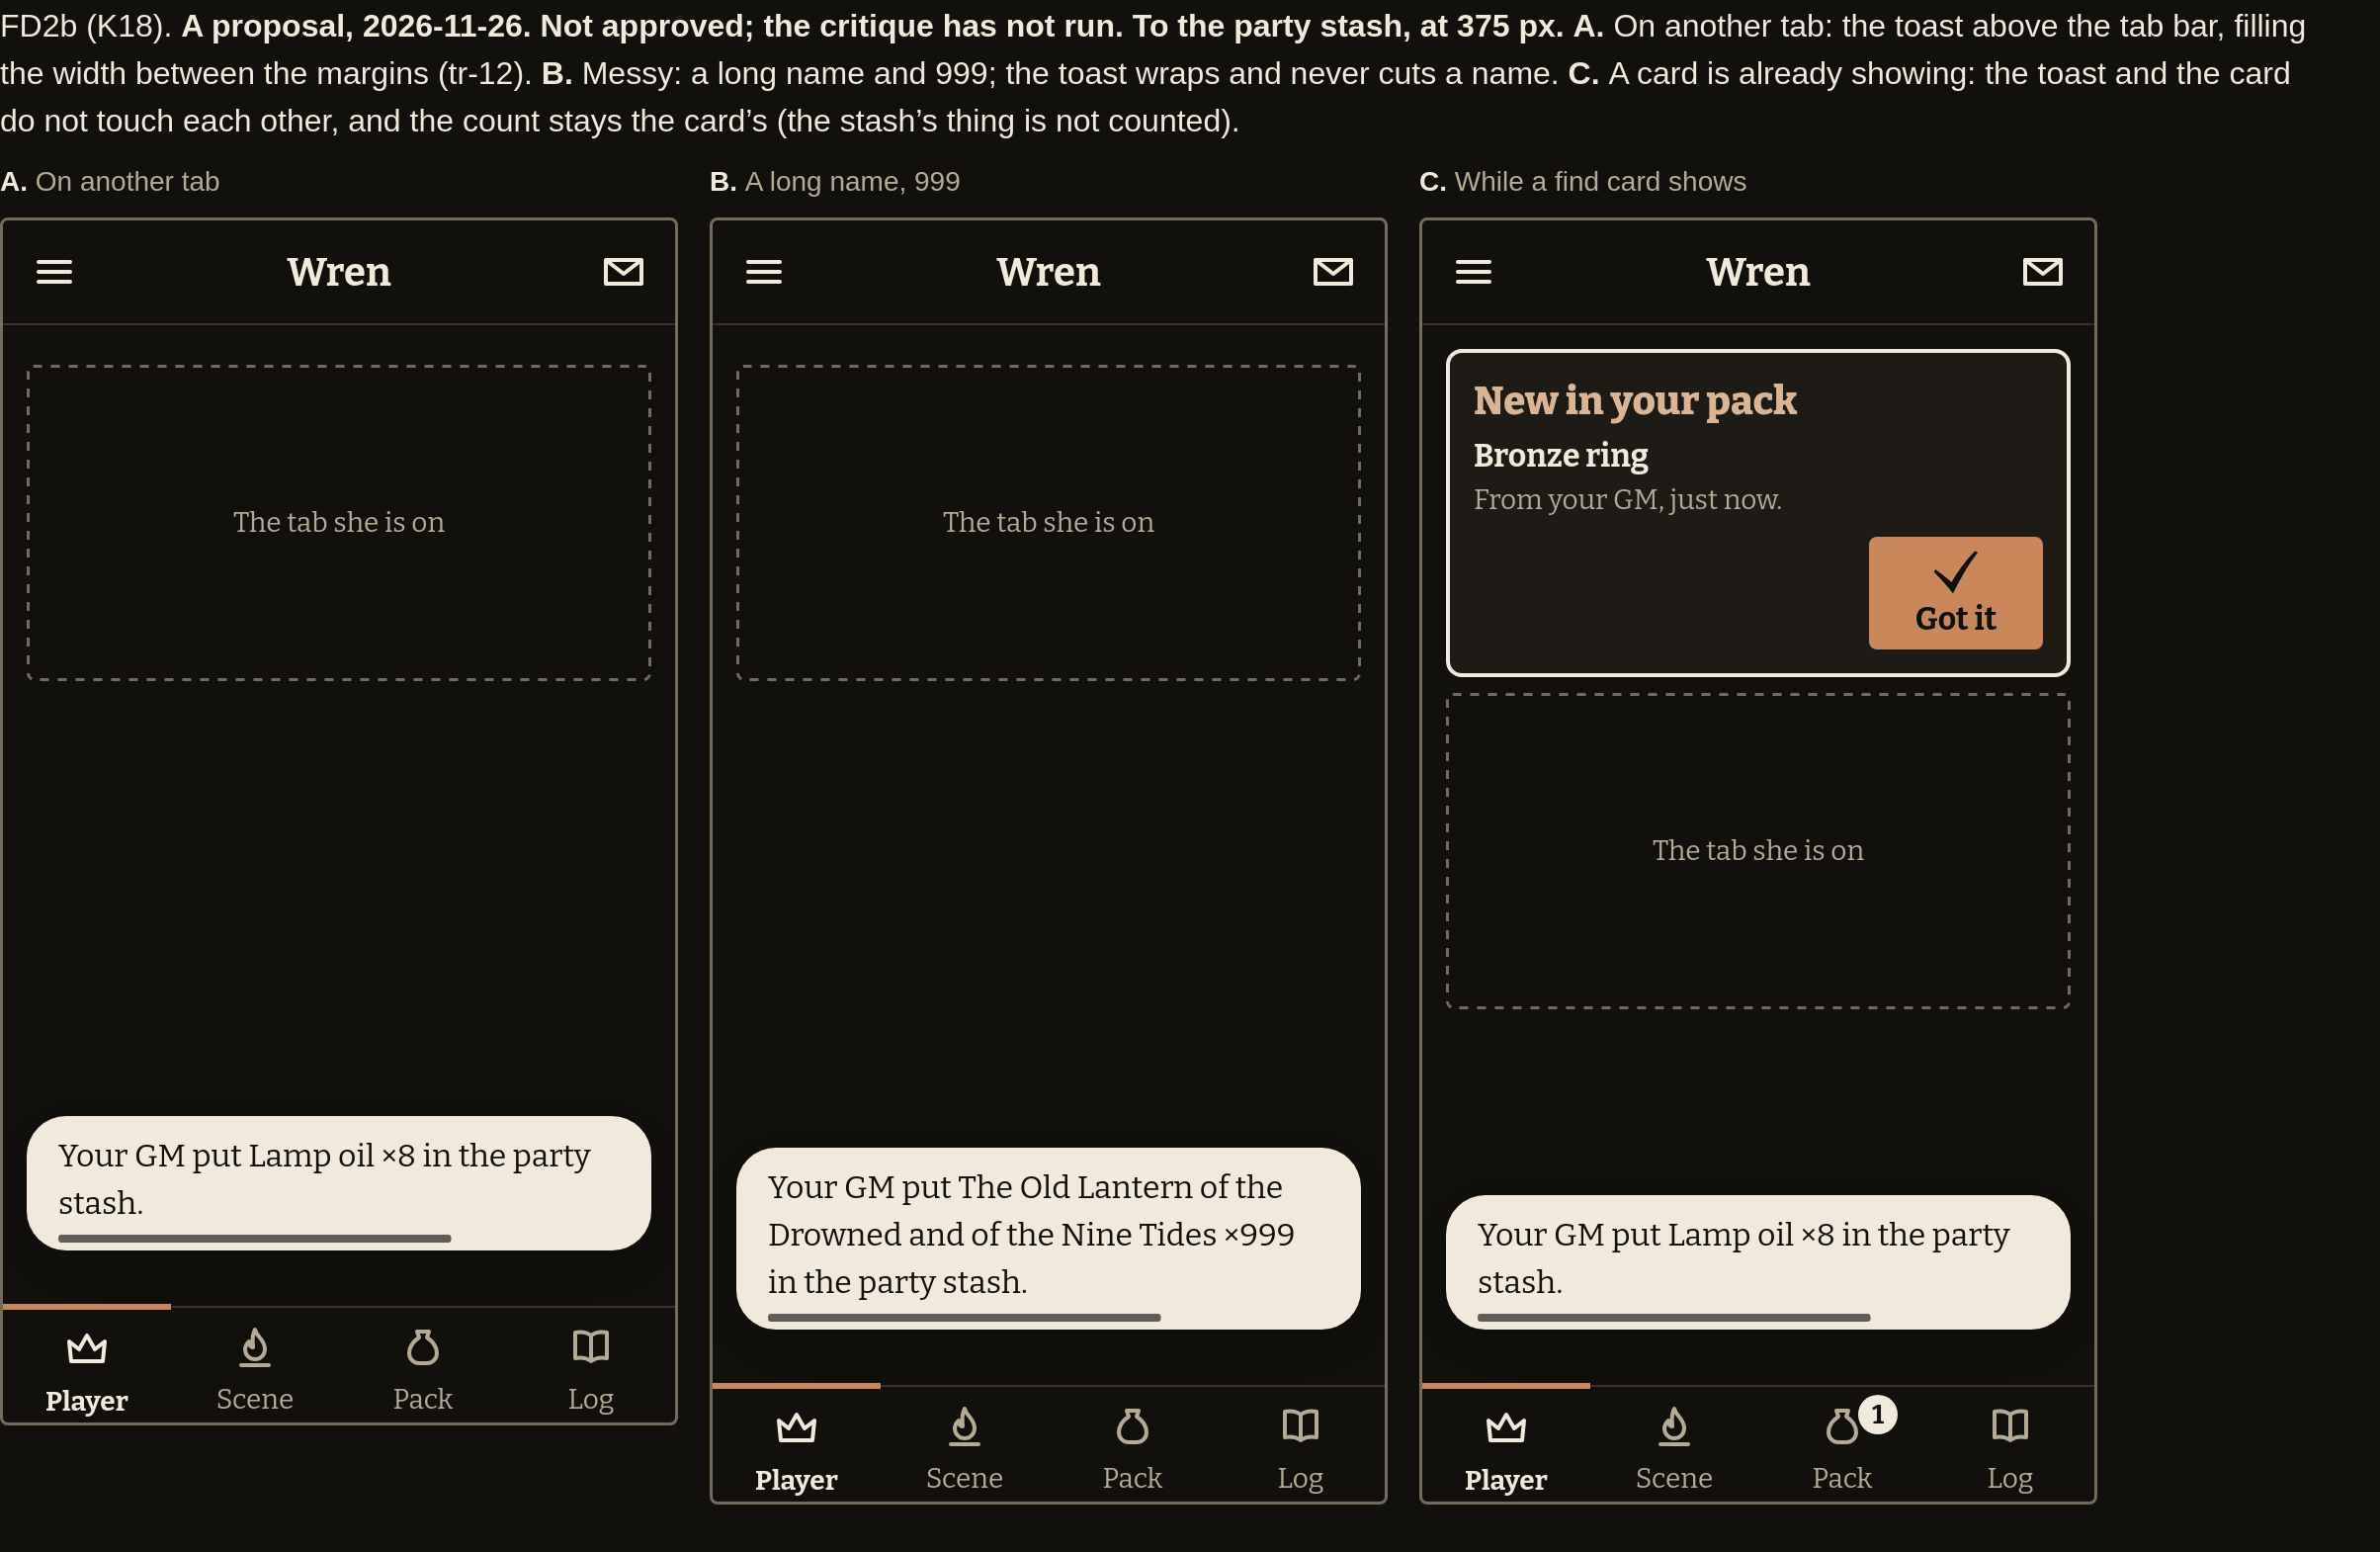 FD2b (K18). A proposal, 2026-11-26. Not approved; the critique has not run. To the party stash, at 375 px. A. On another tab: the toast above the tab bar, filling
the width between the margins (tr-12). B. Messy: a long name and 999; the toast wraps and never cuts a name. C. A card is already showing: the toast and the card
do not touch each other, and the count stays the card’s (the stash’s thing is not counted).
A. On another tab
Wren
The tab she is on
Your GM put Lamp oil ×8 in the party
stash.
Player
Scene
Pack
Log
B. A long name, 999
Wren
The tab she is on
Your GM put The Old Lantern of the
Drowned and of the Nine Tides ×999
in the party stash.
Player
Scene
Pack
Log
C. While a find card shows
Wren
New in your pack
Bronze ring
From your GM, just now.
Got it
The tab she is on
Your GM put Lamp oil ×8 in the party
stash.
Player
Scene
1
Pack
Log